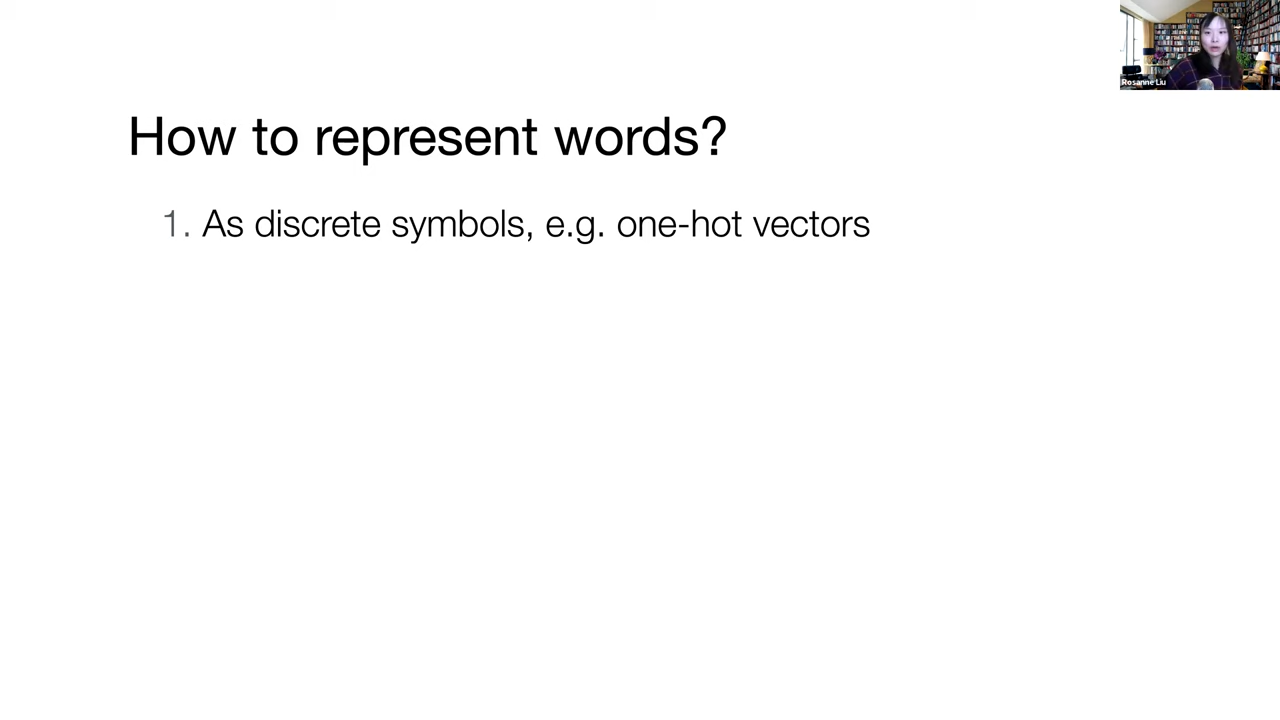 Rosanne Liu
How to represent words?
1. As discrete symbols, e.g. one-hot vectors